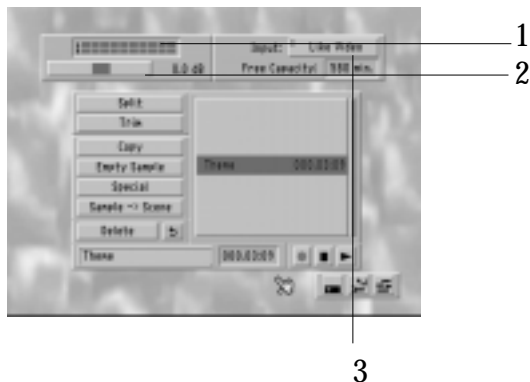 1
Input: Like Video
2
0.0 dB Free Capacity: 980 min.
Split
Trim
Copy
Empty Sample
Special
Sample -> Scene
Delete
Theme 000.03:09
Theme 000.03:09
3